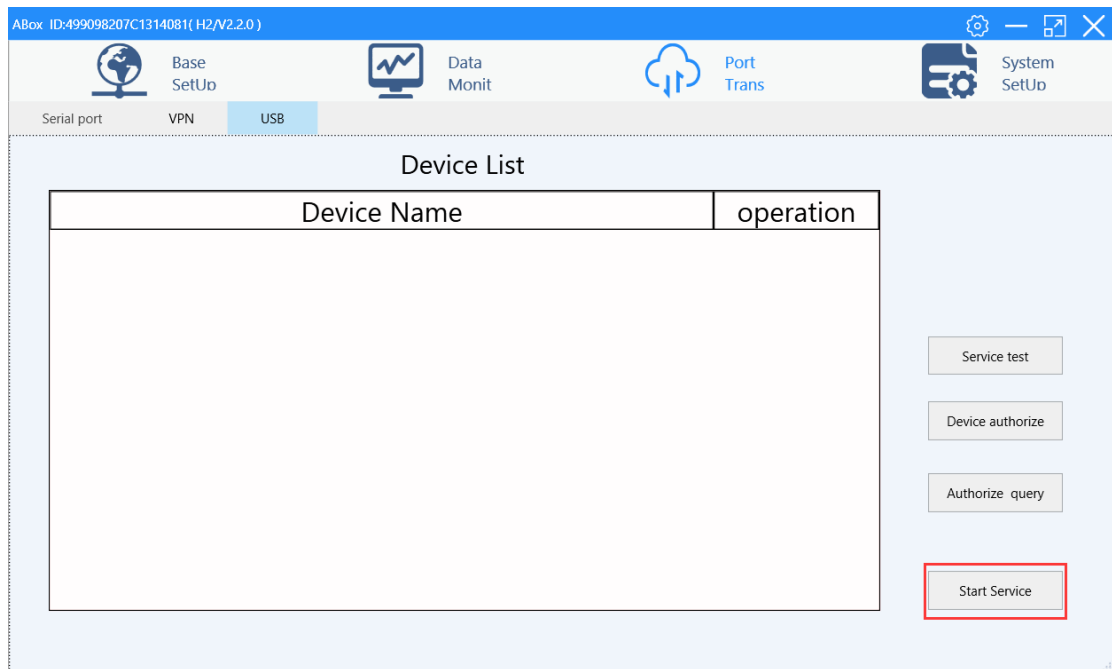 ABox ID:499098207C1314081( H2/V2.2.0 )
Base
SetUp
Data
Monit
Port
Trans
System
SetUp
Serial port
VPN
USB
Device List
Device Name
operation
Service test
Device authorize
Authorize query
Start Service